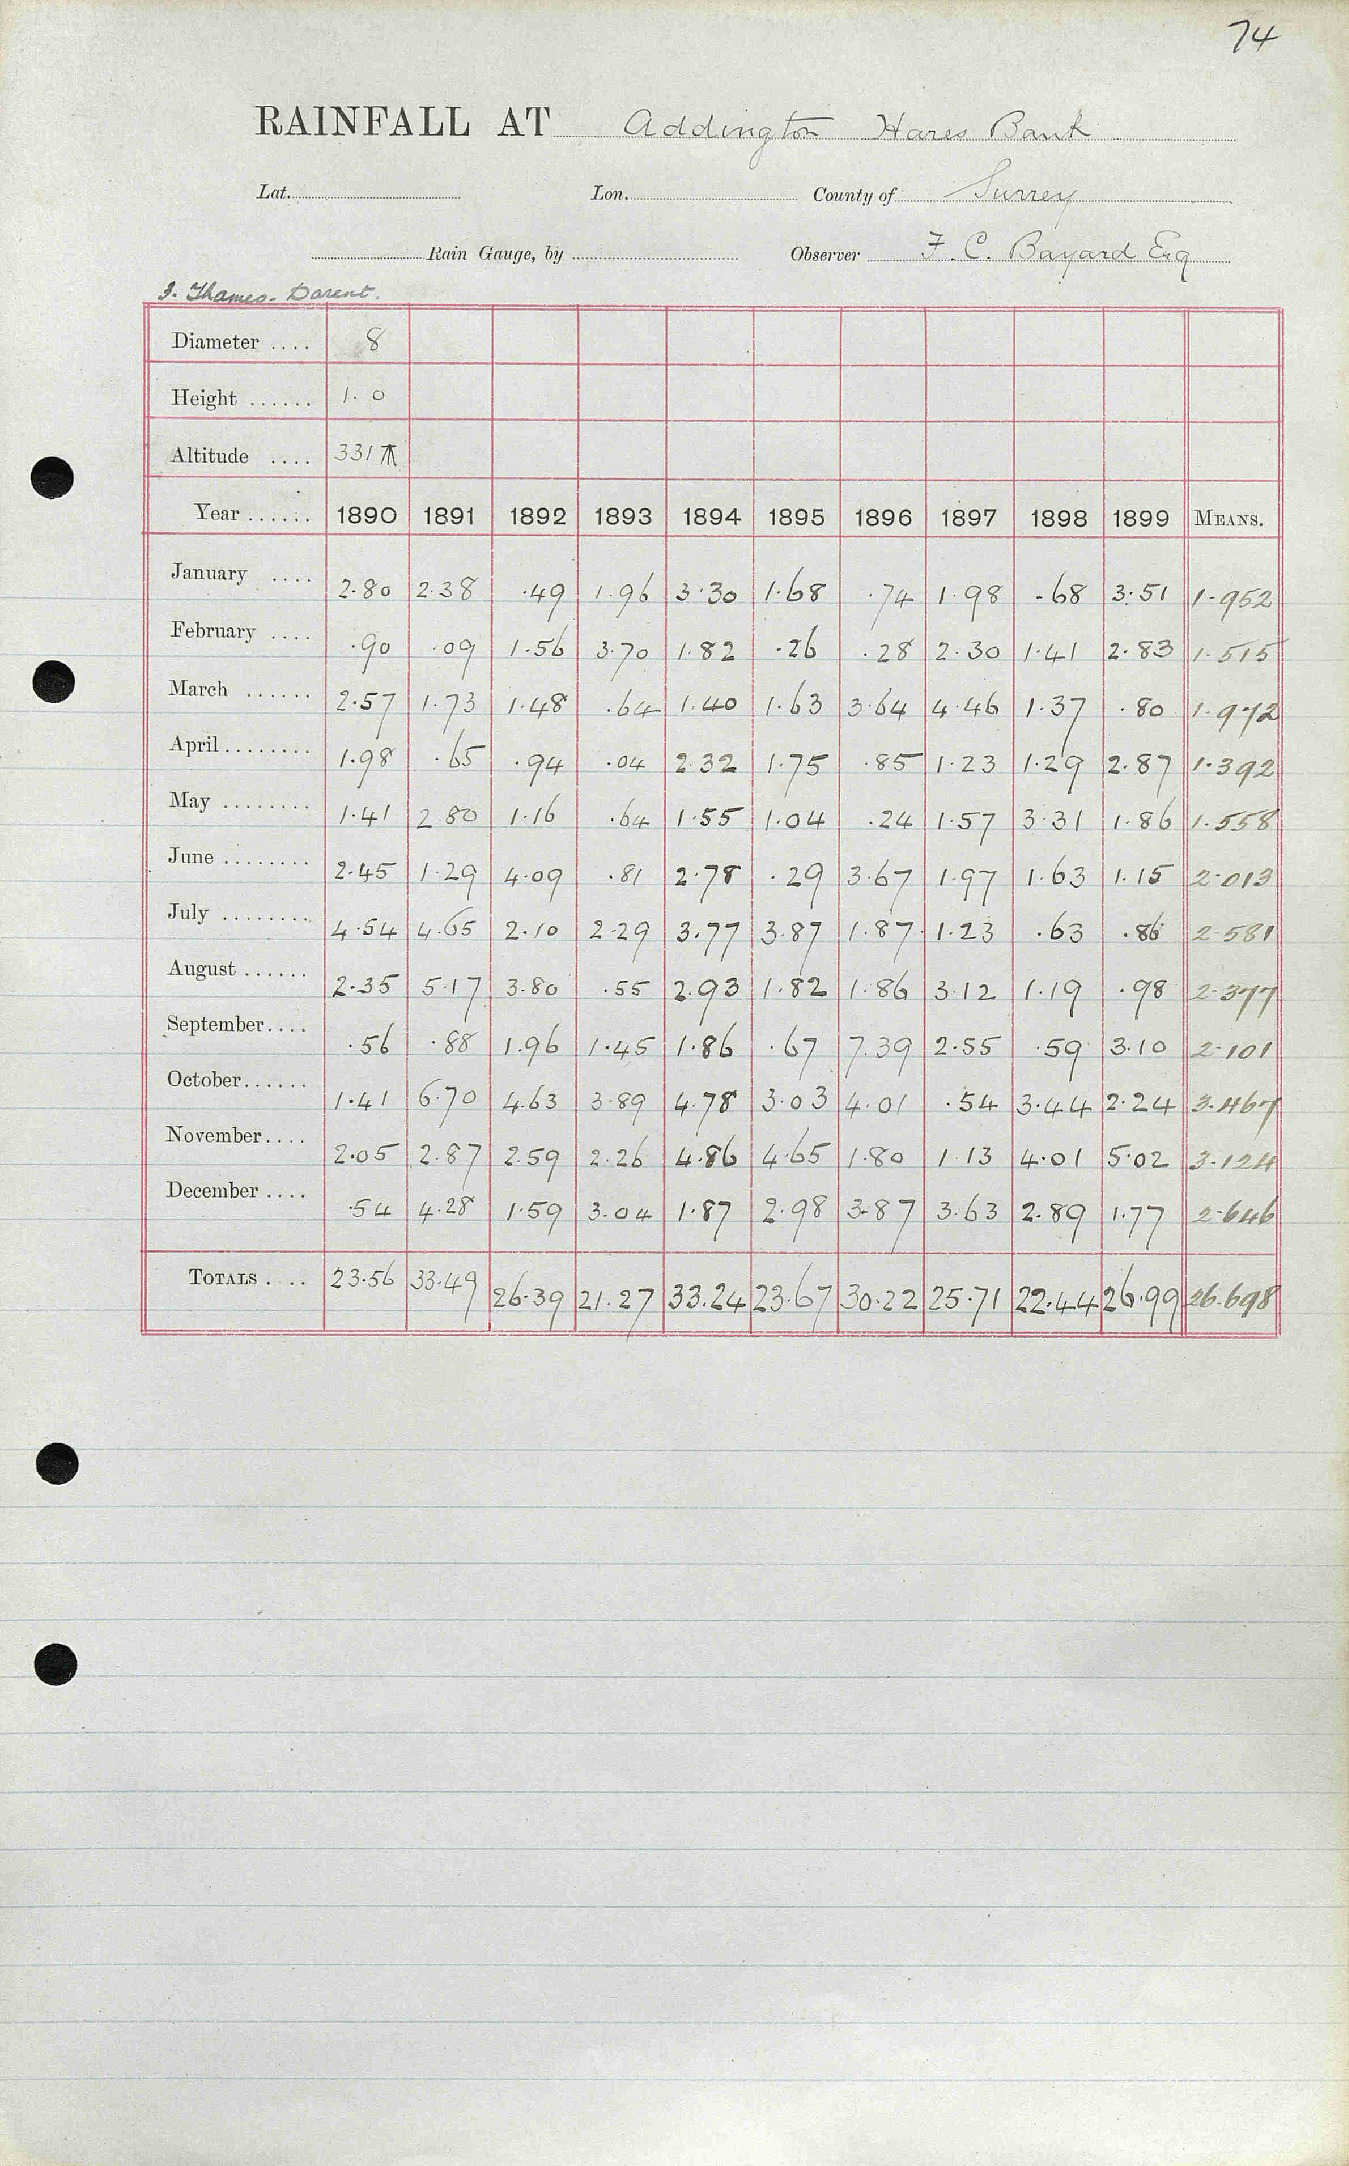 74
RAINFALL AT Addington Hares Bank
Lat. Lon. County of Surrey
Rain Gauge, by Observer F. C. Bayard Esq
3. Thames. Darent.
Diameter .... 8
Height ...... 1.0
Altitude .... 331
Year ...... 1890 1891 1892 1893 1894 1895 1896 1897 1898 1899 MEANS.
January .... 2.80 2.38 .49 1.96 3.30 1.68 .74 1.98 .68 3.51 1.952
February .... .90 .09 1.56 3.70 1.82 .26 .28 2.30 1.41 2.83 1.515
March ...... 2.57 1.73 1.48 .64 1.40 1.63 3.64 4.46 1.37 .80 1.972
April ........ 1.98 .65 .94 .04 2.32 1.75 .85 1.23 1.29 2.87 1.392
May ........ 1.41 2.80 1.16 .64 1.55 1.04 .24 1.57 3.31 1.86 1.558
June ........ 2.45 1.29 4.09 .81 2.78 .29 3.67 1.97 1.63 1.15 2.013
July ........ 4.54 4.65 2.10 2.29 3.77 3.87 1.87 1.23 .63 .86 2.581
August ...... 2.35 5.17 3.80 .55 2.93 1.82 1.86 3.12 1.19 .98 2.377
September .... .56 .88 1.96 1.45 1.86 .67 7.39 2.55 .59 3.10 2.101
October ...... 1.41 6.70 4.63 3.89 4.78 3.03 4.01 .54 3.44 2.24 3.467
November .... 2.05 2.87 2.59 2.26 4.86 4.65 1.80 1.13 4.01 5.02 3.124
December .... .54 4.28 1.59 3.04 1.87 2.98 3.87 3.63 2.89 1.77 2.646
TOTALS .... 23.56 33.49 26.39 21.27 33.24 23.67 30.22 25.71 22.44 26.99 26.698